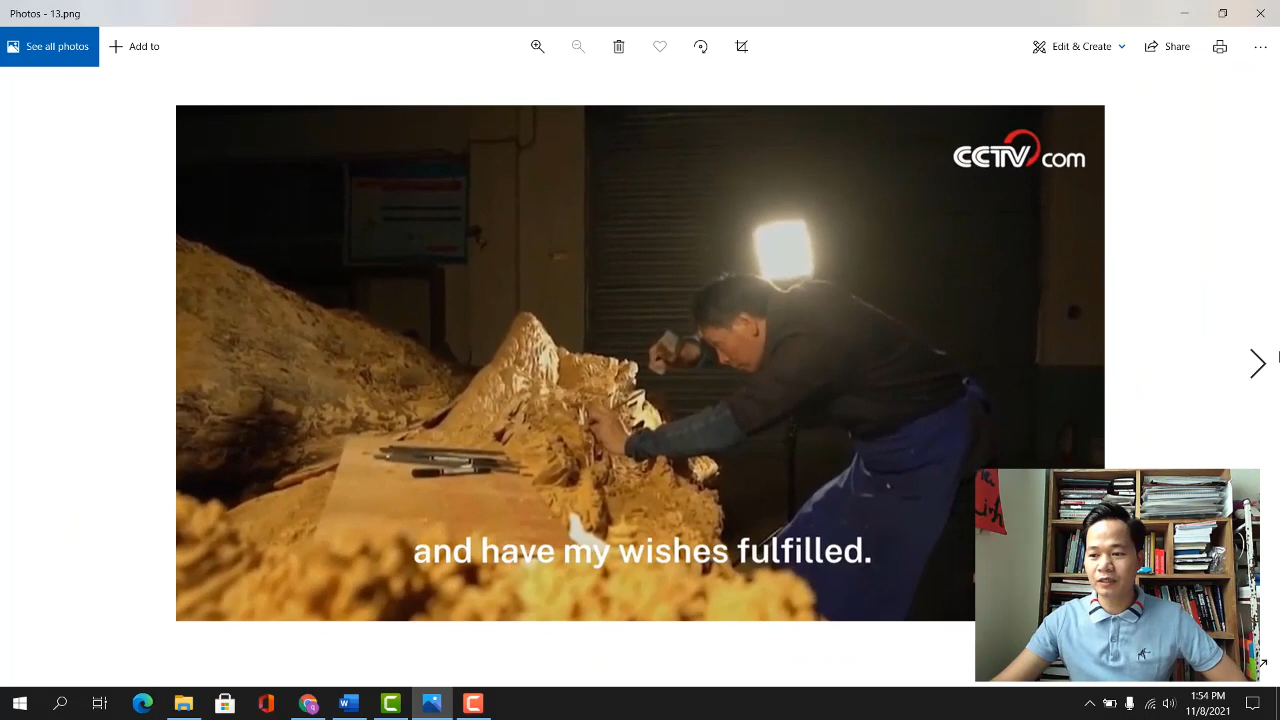 Photos - 13.png
See all photos
Add to
Edit & Create
Share
CCTV.com
and have my wishes fulfilled.
1:54 PM
11/8/2021